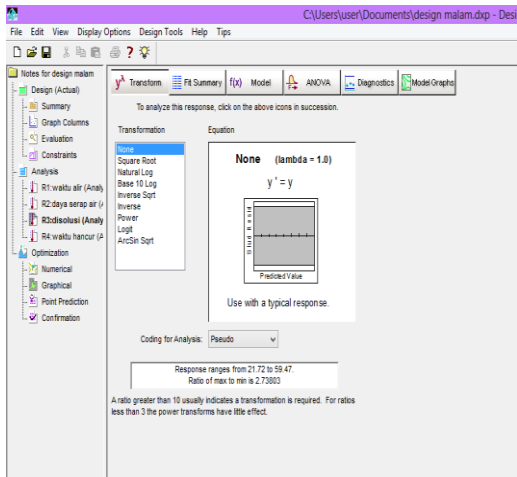 C:\Users\user\Documents\design malam.dxp - Desi
File Edit View Display Options Design Tools Help Tips
Notes for design malam
Design (Actual)
Summary
Graph Columns
Evaluation
Constraints
Analysis
R1:waktu alir (Analy
R2:daya serap air (A
R3:disolusi (Analy
R4:waktu hancur (A
Optimization
Numerical
Graphical
Point Prediction
Confirmation
yλ Transform
Fit Summary
f(x) Model
ANOVA
Diagnostics
Model Graphs
To analyze this response, click on the above icons in succession.
Transformation
None
Square Root
Natural Log
Base 10 Log
Inverse Sqrt
Inverse
Power
Logit
ArcSin Sqrt
Equation
None (lambda = 1.0)
y ' = y
Stud Resid
Predicted Value
Use with a typical response.
Coding for Analysis: Pseudo
Response ranges from 21.72 to 59.47.
Ratio of max to min is 2.73803
A ratio greater than 10 usually indicates a transformation is required. For ratios
less than 3 the power transforms have little effect.